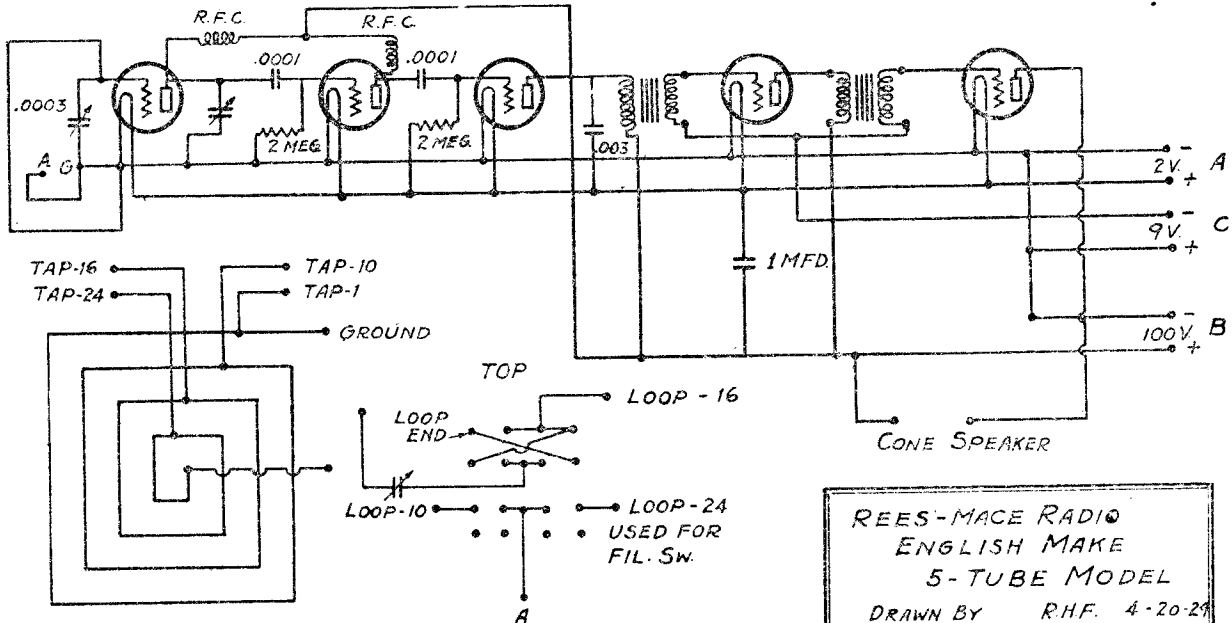 R.F.C.
R.F.C.
.0001
.0001
.0003
2 MEG.
2 MEG.
.003
A G
- 2V. + A
- 9V. + C
1 MFD.
- 100V. + B
TAP-16
TAP-10
TAP-24
TAP-1
GROUND
TOP
LOOP - 16
LOOP END
CONE SPEAKER
LOOP-10
LOOP-24
USED FOR
FIL. SW.
A
REES-MACE RADIO
ENGLISH MAKE
5-TUBE MODEL
DRAWN BY R.H.F. 4-20-29